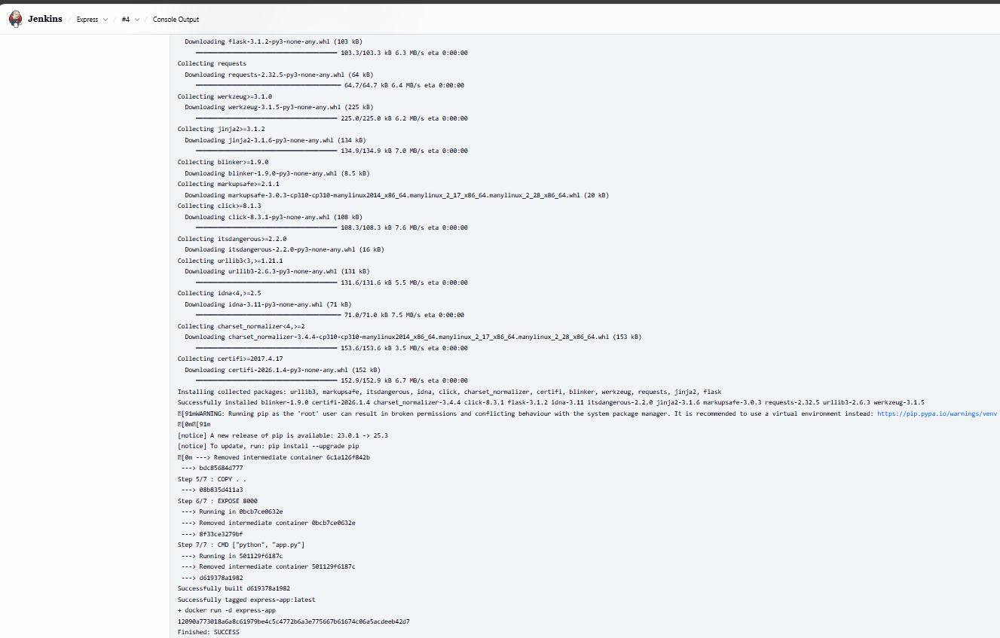 Jenkins / Express / #4 / Console Output
Downloading flask-3.1.2-py3-none-any.whl (103 kB)
103.3/103.3 kB 6.3 MB/s eta 0:00:00
Collecting requests
Downloading requests-2.32.5-py3-none-any.whl (64 kB)
64.7/64.7 kB 6.4 MB/s eta 0:00:00
Collecting werkzeug>=3.1.0
Downloading werkzeug-3.1.5-py3-none-any.whl (225 kB)
225.0/225.0 kB 6.2 MB/s eta 0:00:00
Collecting jinja2>=3.1.2
Downloading jinja2-3.1.6-py3-none-any.whl (134 kB)
134.9/134.9 kB 7.0 MB/s eta 0:00:00
Collecting blinker>=1.9.0
Downloading blinker-1.9.0-py3-none-any.whl (8.5 kB)
Collecting markupsafe>=2.1.1
Downloading markupsafe-3.0.3-cp310-cp310-manylinux2014_x86_64.manylinux_2_17_x86_64.manylinux_2_28_x86_64.whl (20 kB)
Collecting click>=8.1.3
Downloading click-8.3.1-py3-none-any.whl (108 kB)
108.3/108.3 kB 7.6 MB/s eta 0:00:00
Collecting itsdangerous>=2.2.0
Downloading itsdangerous-2.2.0-py3-none-any.whl (16 kB)
Collecting urllib3<3,>=1.21.1
Downloading urllib3-2.6.3-py3-none-any.whl (131 kB)
131.6/131.6 kB 5.5 MB/s eta 0:00:00
Collecting idna<4,>=2.5
Downloading idna-3.11-py3-none-any.whl (71 kB)
71.0/71.0 kB 7.5 MB/s eta 0:00:00
Collecting charset_normalizer<4,>=2
Downloading charset_normalizer-3.4.4-cp310-cp310-manylinux2014_x86_64.manylinux_2_17_x86_64.manylinux_2_28_x86_64.whl (153 kB)
153.6/153.6 kB 3.5 MB/s eta 0:00:00
Collecting certifi>=2017.4.17
Downloading certifi-2026.1.4-py3-none-any.whl (152 kB)
152.9/152.9 kB 6.7 MB/s eta 0:00:00
Installing collected packages: urllib3, markupsafe, itsdangerous, idna, click, charset_normalizer, certifi, blinker, werkzeug, requests, jinja2, flask
Successfully installed blinker-1.9.0 certifi-2026.1.4 charset_normalizer-3.4.4 click-8.3.1 flask-3.1.2 idna-3.11 itsdangerous-2.2.0 jinja2-3.1.6 markupsafe-3.0.3 requests-2.32.5 urllib3-2.6.3 werkzeug-3.1.5
[91mWARNING: Running pip as the 'root' user can result in broken permissions and conflicting behaviour with the system package manager. It is recommended to use a virtual environment instead: https://pip.pypa.io/warnings/venv
[0m[91m
[notice] A new release of pip is available: 23.0.1 -> 25.3
[notice] To update, run: pip install --upgrade pip
[0m ---> Removed intermediate container 6c1a126f842b
---> bdc85684d777
Step 5/7 : COPY . .
---> 08b835d411a3
Step 6/7 : EXPOSE 8000
---> Running in 0bcb7ce0632e
---> Removed intermediate container 0bcb7ce0632e
---> 8f33ce3279bf
Step 7/7 : CMD ["python", "app.py"]
---> Running in 501129f6187c
---> Removed intermediate container 501129f6187c
---> d619378a1982
Successfully built d619378a1982
Successfully tagged express-app:latest
+ docker run -d express-app
12090a773018a6a8c61979be4c5c4772b6a3e775667b61674c06a5acdeeb42d7
Finished: SUCCESS